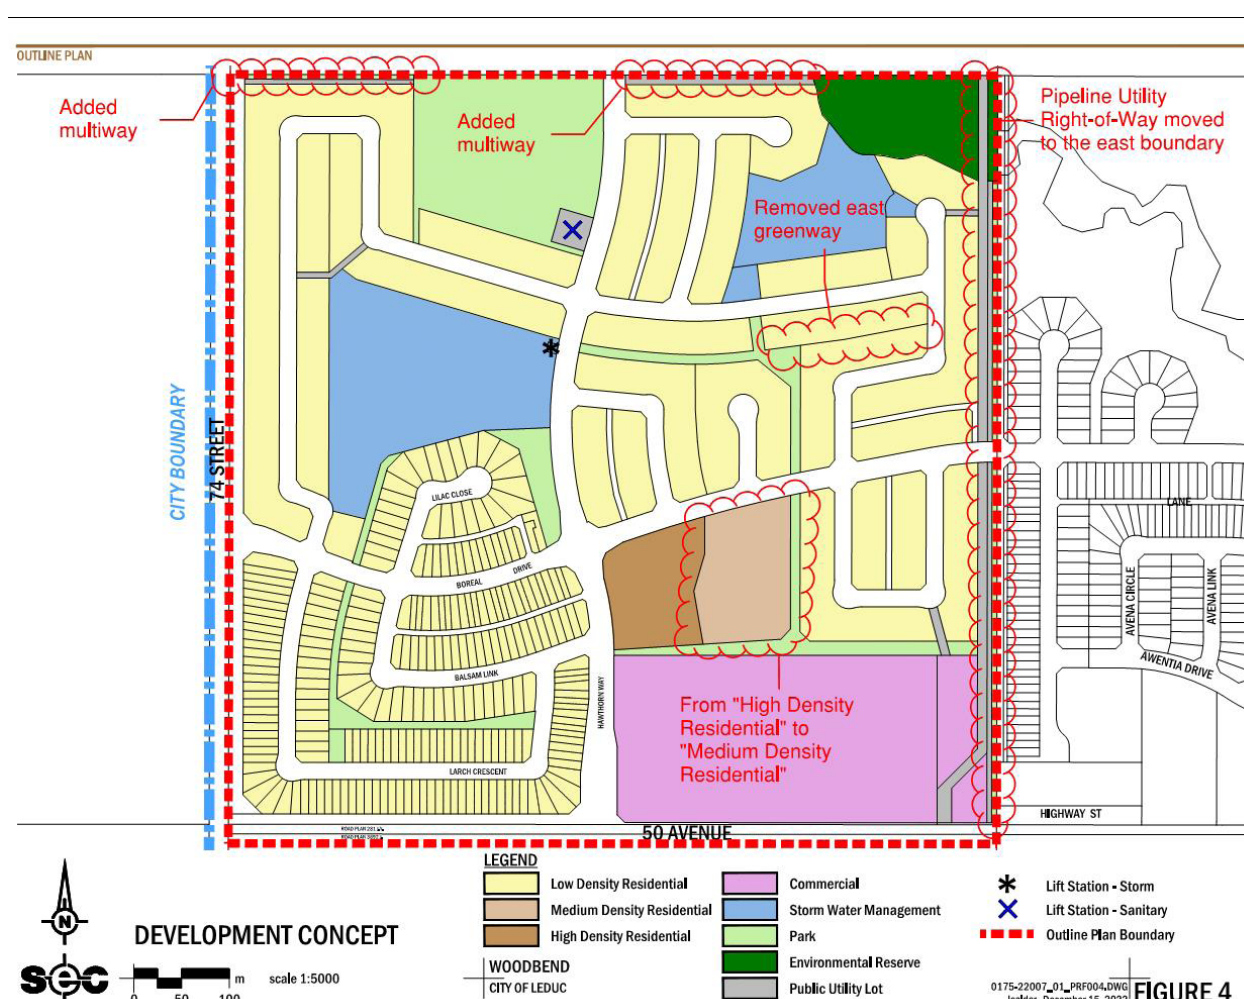 OUTLINE PLAN
Added
multiway
Added
multiway
Pipeline Utility
Right-of-Way moved
to the east boundary
Removed east
greenway
CITY BOUNDARY
74 STREET
LILAC CLOSE
BOREAL
DRIVE
BALSAM LINK
HAWTHORN WAY
LARCH CRESCENT
LANE
AVENA CIRCLE
AVENA LINK
AWENTIA DRIVE
From "High Density
Residential" to
"Medium Density
Residential"
HIGHWAY ST
50 AVENUE
LEGEND
Low Density Residential
Medium Density Residential
High Density Residential
Commercial
Storm Water Management
Park
Environmental Reserve
Public Utility Lot
Lift Station - Storm
Lift Station - Sanitary
Outline Plan Boundary
N
DEVELOPMENT CONCEPT
sec
m
scale 1:5000
0 50 100
WOODBEND
CITY OF LEDUC
0175-22007_01_PRF004.DWG
FIGURE 4